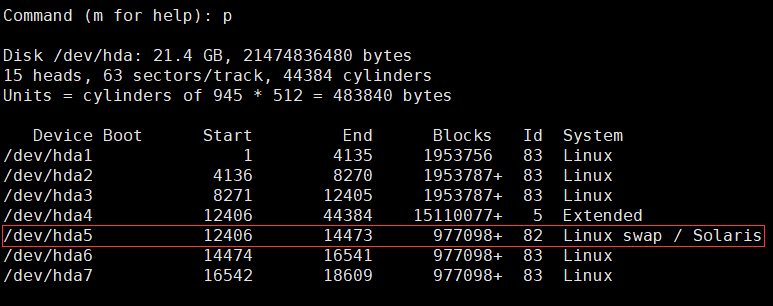 Command (m for help): p
Disk /dev/hda: 21.4 GB, 21474836480 bytes
15 heads, 63 sectors/track, 44384 cylinders
Units = cylinders of 945 * 512 = 483840 bytes
Device Boot Start End Blocks Id System
/dev/hda1 1 4135 1953756 83 Linux
/dev/hda2 4136 8270 1953787+ 83 Linux
/dev/hda3 8271 12405 1953787+ 83 Linux
/dev/hda4 12406 44384 15110077+ 5 Extended
/dev/hda5 12406 14473 977098+ 82 Linux swap / Solaris
/dev/hda6 14474 16541 977098+ 83 Linux
/dev/hda7 16542 18609 977098+ 83 Linux